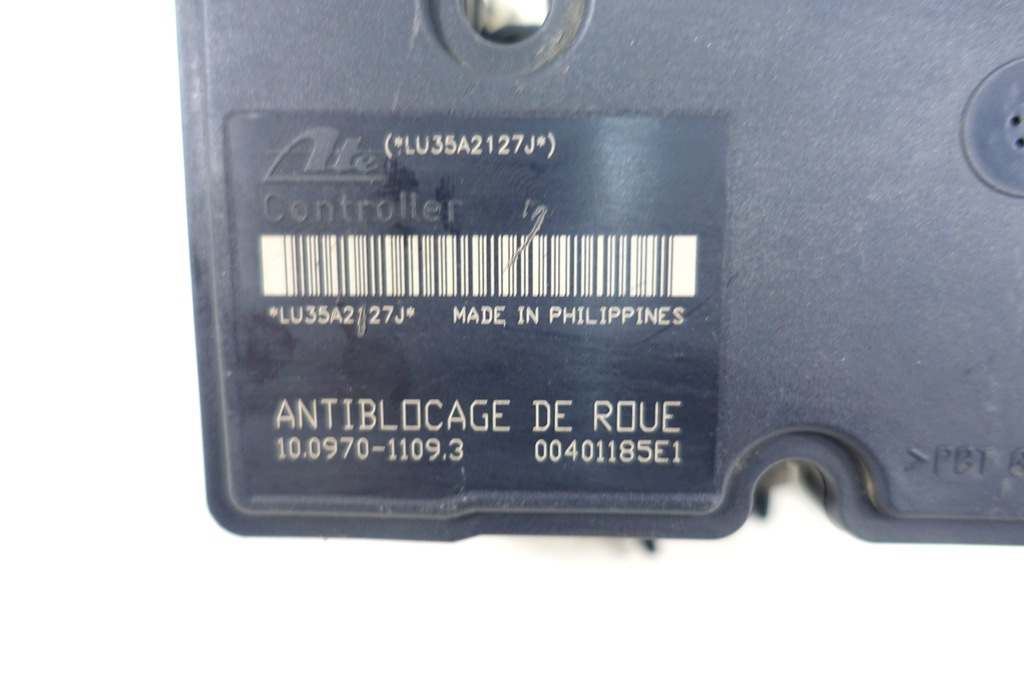 Ate (*LU35A2127J*)
Controller
*LU35A2127J* MADE IN PHILIPPINES
ANTIBLOCAGE DE ROUE
10.0970-1109.3 00401185E1
>PBT